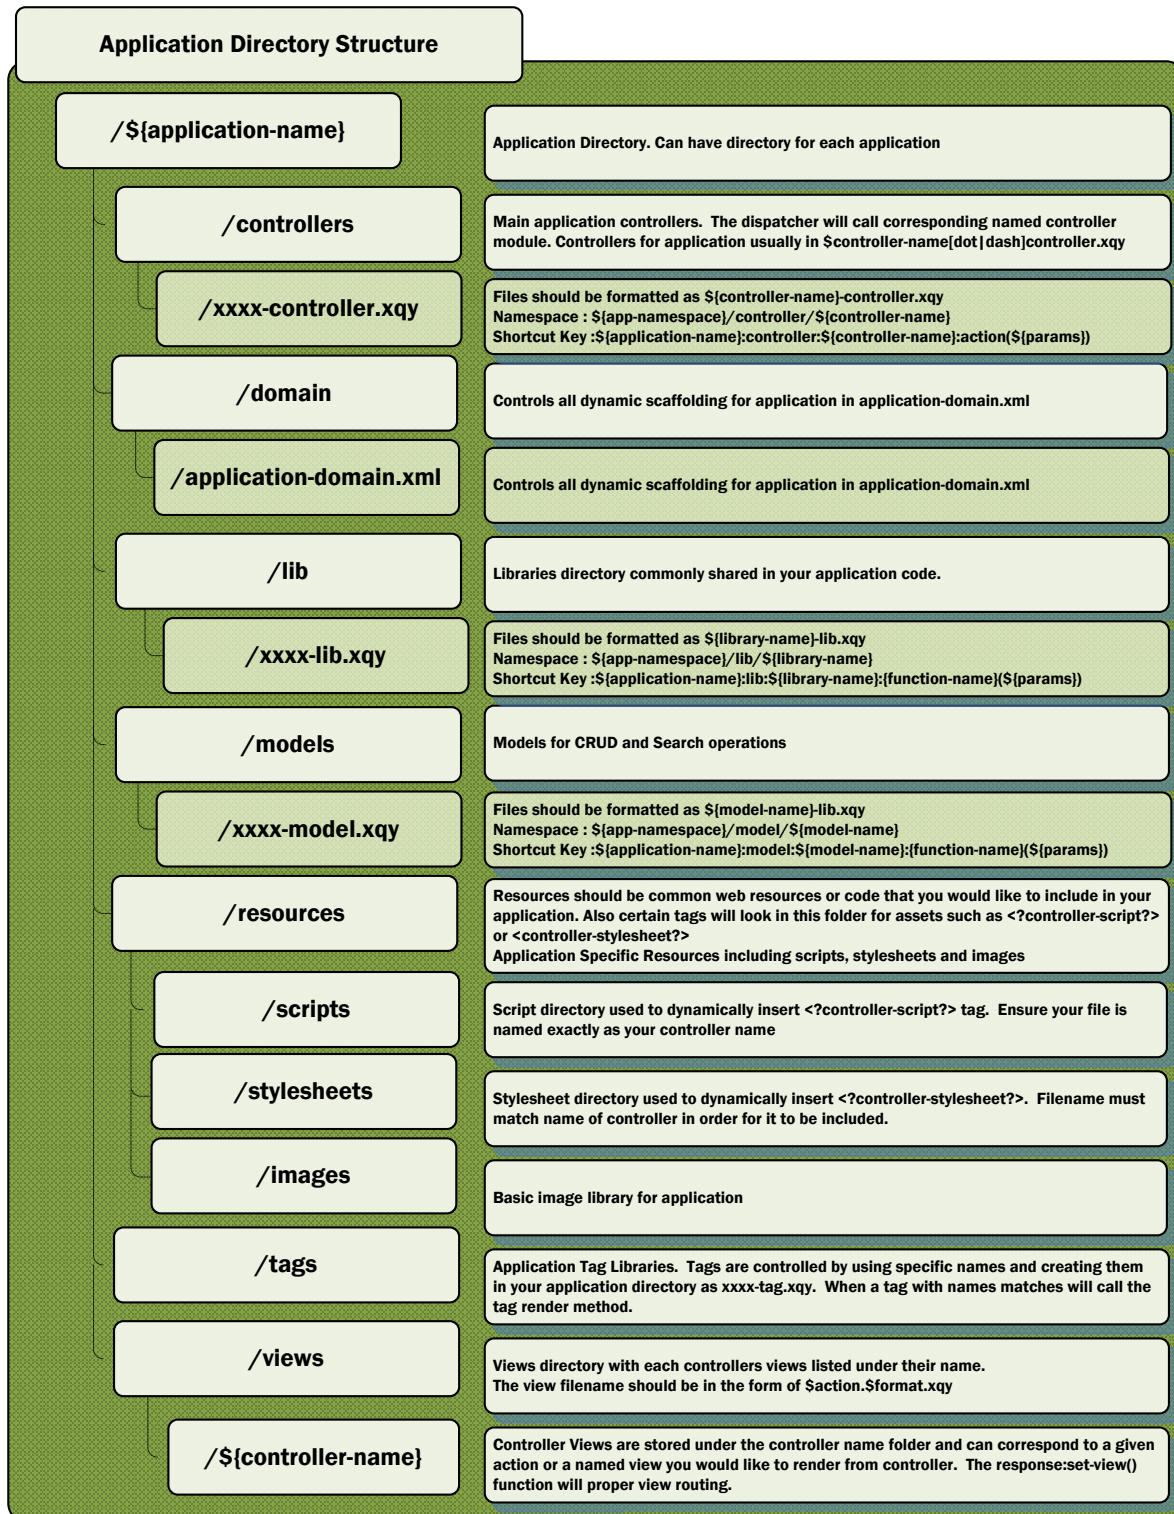 Application Directory Structure
/${application-name}
Application Directory. Can have directory for each application
/controllers
Main application controllers.  The dispatcher will call corresponding named controller
module. Controllers for application usually in $controller-name[dot|dash]controller.xqy
/xxxx-controller.xqy
Files should be formatted as ${controller-name}-controller.xqy
Namespace : ${app-namespace}/controller/${controller-name}
Shortcut Key :${application-name}:controller:${controller-name}:action(${params})
/domain
Controls all dynamic scaffolding for application in application-domain.xml
/application-domain.xml
Controls all dynamic scaffolding for application in application-domain.xml
/lib
Libraries directory commonly shared in your application code.
/xxxx-lib.xqy
Files should be formatted as ${library-name}-lib.xqy
Namespace : ${app-namespace}/lib/${library-name}
Shortcut Key :${application-name}:lib:${library-name}:{function-name}(${params})
/models
Models for CRUD and Search operations
/xxxx-model.xqy
Files should be formatted as ${model-name}-lib.xqy
Namespace : ${app-namespace}/model/${model-name}
Shortcut Key :${application-name}:model:${model-name}:{function-name}(${params})
/resources
Resources should be common web resources or code that you would like to include in your
application. Also certain tags will look in this folder for assets such as <?controller-script?>
or <controller-stylesheet?>
Application Specific Resources including scripts, stylesheets and images
/scripts
Script directory used to dynamically insert <?controller-script?> tag.  Ensure your file is
named exactly as your controller name
/stylesheets
Stylesheet directory used to dynamically insert <?controller-stylesheet?>.  Filename must
match name of controller in order for it to be included.
/images
Basic image library for application
/tags
Application Tag Libraries.  Tags are controlled by using specific names and creating them
in your application directory as xxxx-tag.xqy.  When a tag with names matches will call the
tag render method.
/views
Views directory with each controllers views listed under their name.
The view filename should be in the form of $action.$format.xqy
/${controller-name}
Controller Views are stored under the controller name folder and can correspond to a given
action or a named view you would like to render from controller.  The response:set-view()
function will proper view routing.